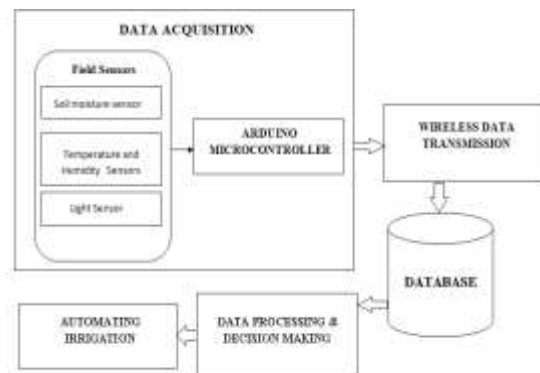 DATA ACQUISITION
Field Sensors
Soil moisture sensor
Temperature and
Humidity Sensors
Light Sensor
ARDUINO
MICROCONTROLLER
WIRELESS DATA
TRANSMISSION
DATABASE
DATA PROCESSING &
DECISION MAKING
AUTOMATING
IRRIGATION